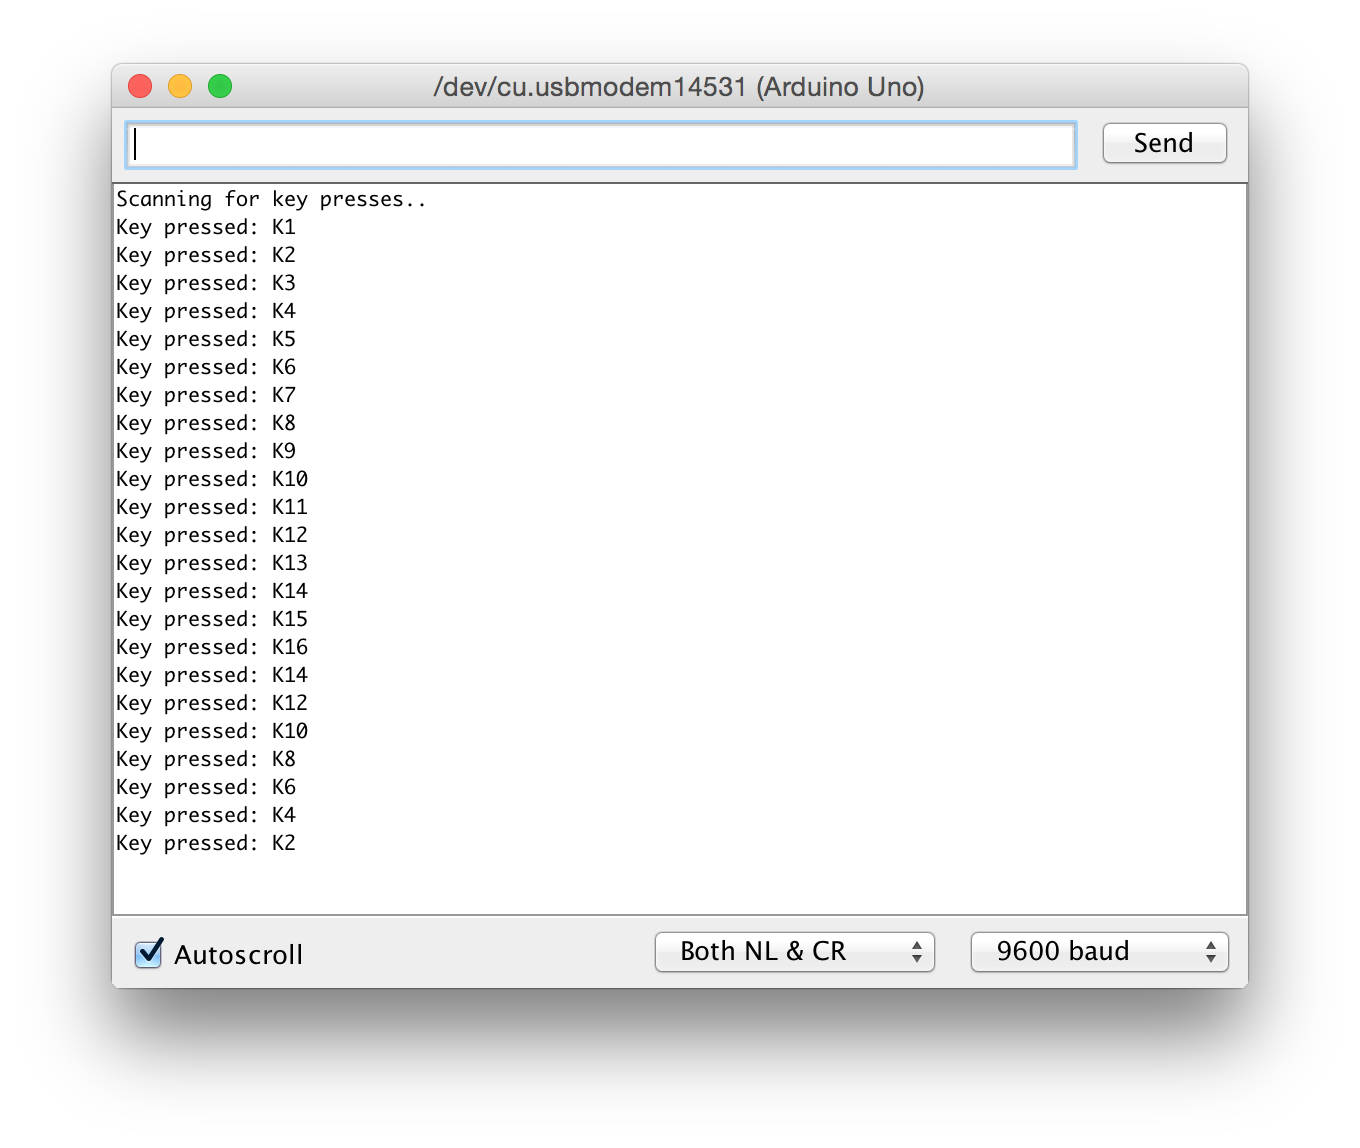 /dev/cu.usbmodem14531 (Arduino Uno)
Send
Scanning for key presses..
Key pressed: K1
Key pressed: K2
Key pressed: K3
Key pressed: K4
Key pressed: K5
Key pressed: K6
Key pressed: K7
Key pressed: K8
Key pressed: K9
Key pressed: K10
Key pressed: K11
Key pressed: K12
Key pressed: K13
Key pressed: K14
Key pressed: K15
Key pressed: K16
Key pressed: K14
Key pressed: K12
Key pressed: K10
Key pressed: K8
Key pressed: K6
Key pressed: K4
Key pressed: K2
Autoscroll
Both NL & CR
9600 baud